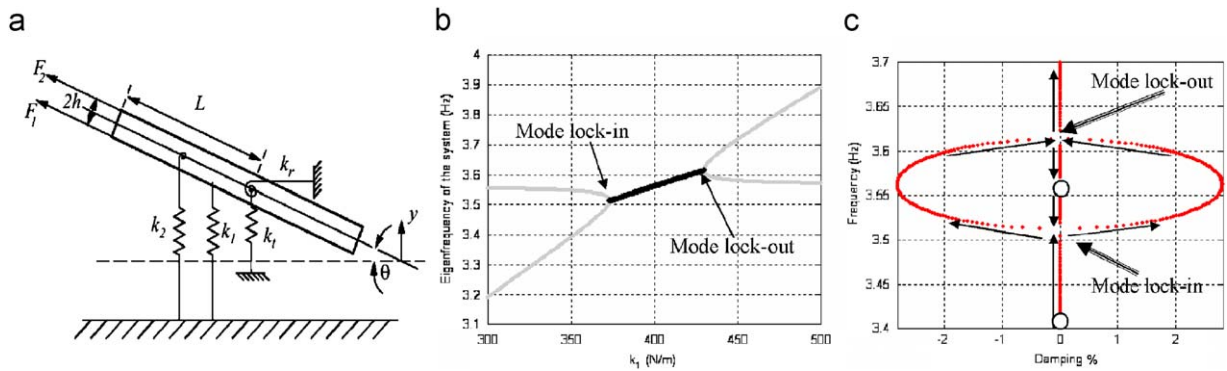 a
F₂
2h
F₁
L
kᵣ
k₂
k₁
kₜ
y
θ
b
Eigenfrequency of the system (Hz)
4
3.9
3.8
3.7
3.6
3.5
3.4
3.3
3.2
3.1
Mode lock-in
Mode lock-out
300
350
400
450
500
k₁ (N/m)
c
Frequency (Hz)
3.7
3.65
3.6
3.55
3.5
3.45
3.4
Mode lock-out
Mode lock-in
-2
-1
0
1
2
Damping %